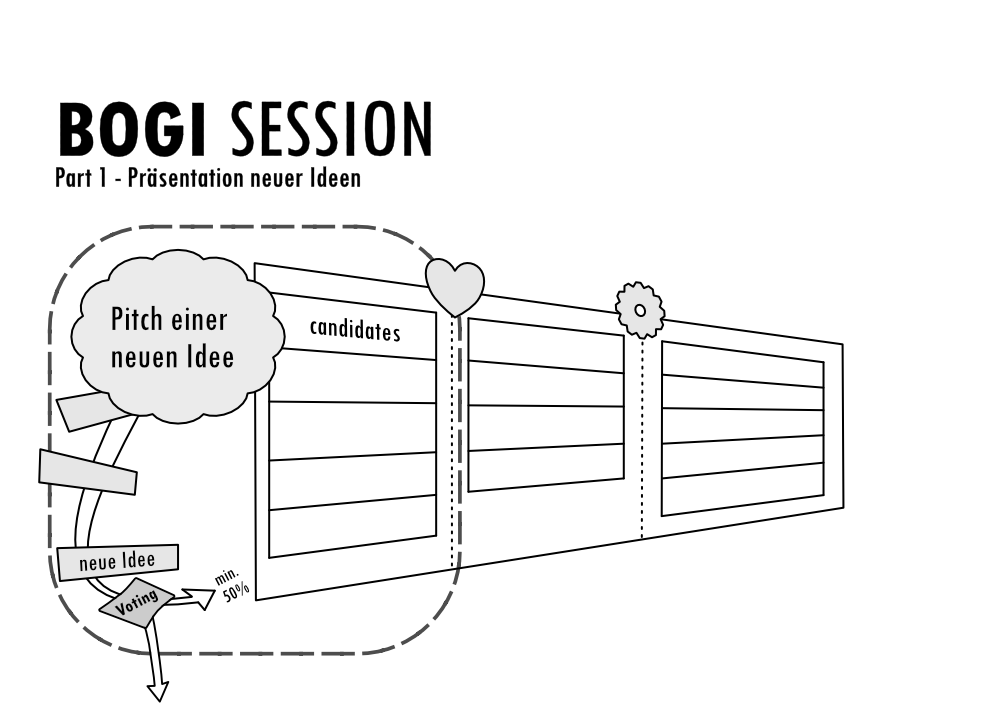 BOGI SESSION
Part 1 - Präsentation neuer Ideen
Pitch einer
neuen Idee
candidates
neue Idee
Voting
min.
50%